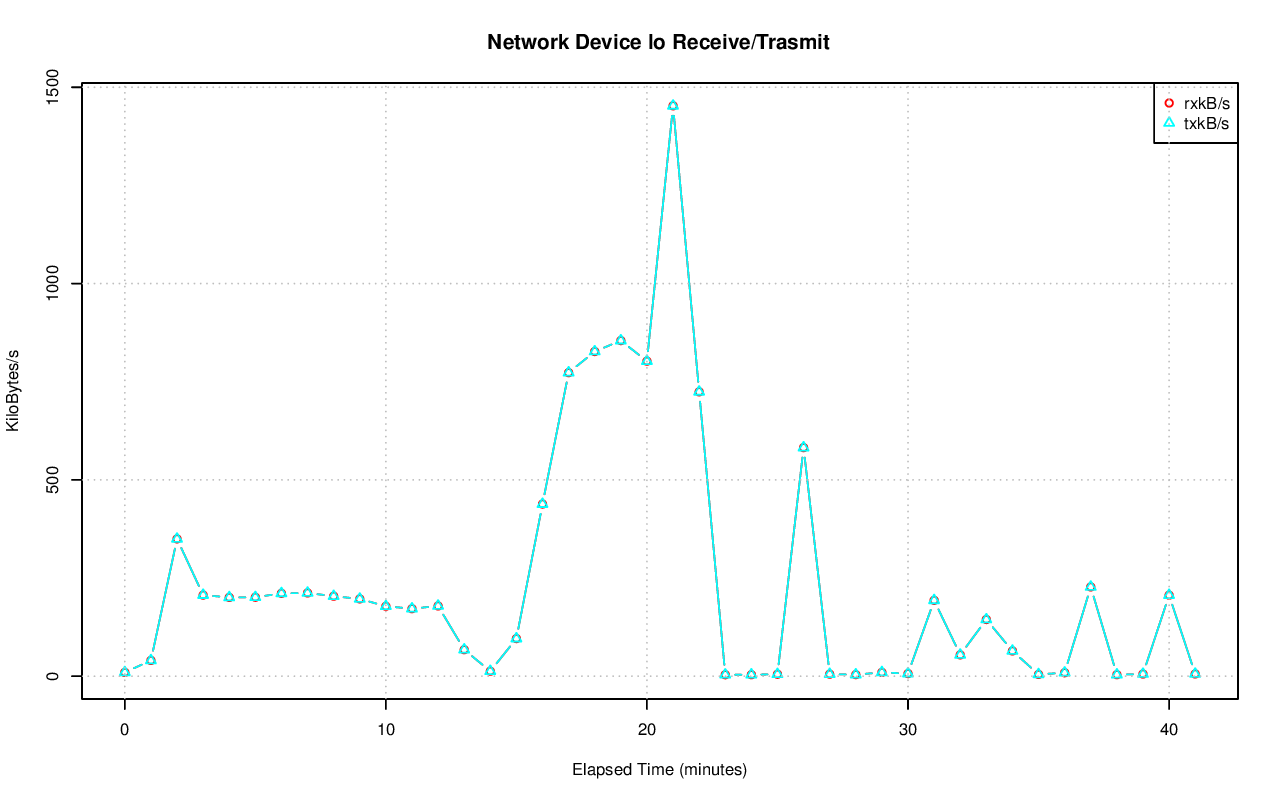 Network Device lo Receive/Trasmit
KiloBytes/s
1500
1000
500
0
rxkB/s
txkB/s
0 10 20 30 40
Elapsed Time (minutes)